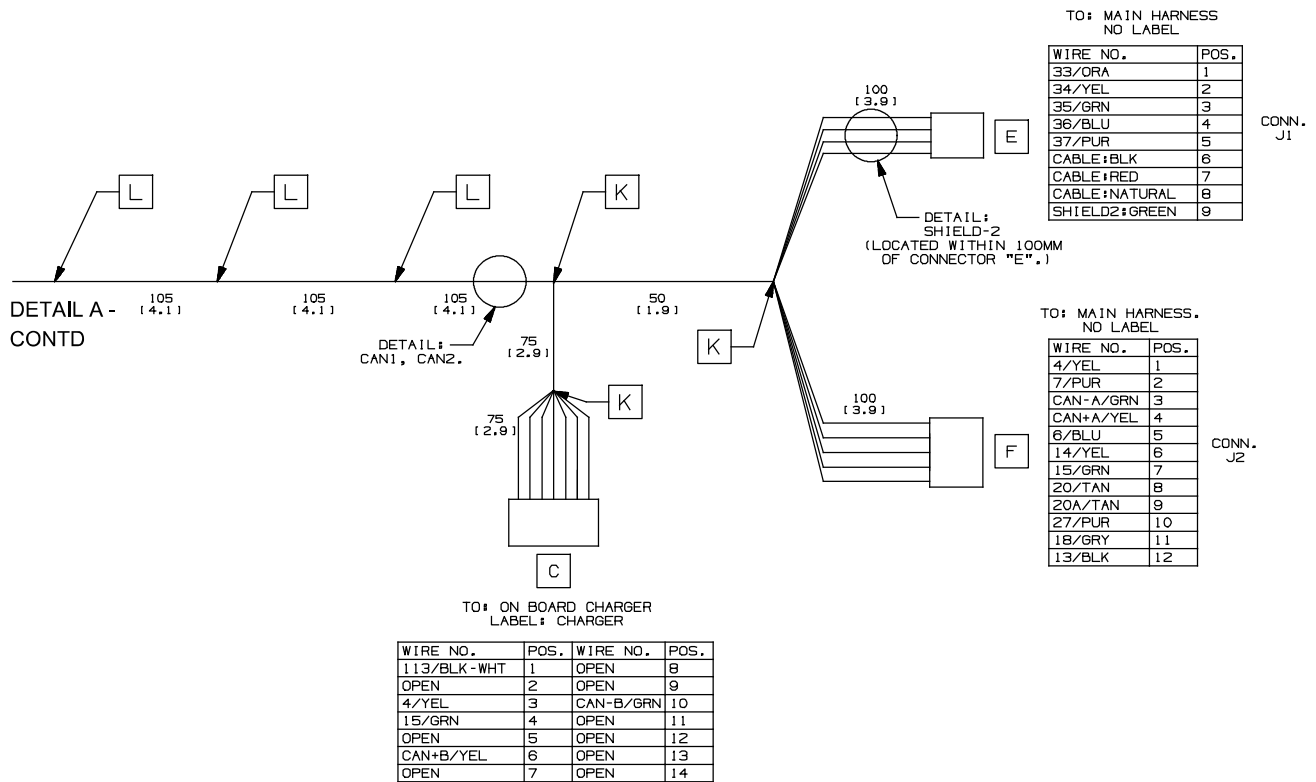 TO: MAIN HARNESS
NO LABEL
WIRE NO. POS.
33/ORA 1
34/YEL 2
35/GRN 3
36/BLU 4
37/PUR 5
CABLE:BLK 6
CABLE:RED 7
CABLE:NATURAL 8
SHIELD2:GREEN 9
CONN.
J1
100
[3.9]
E
L
L
L
K
DETAIL:
SHIELD-2
(LOCATED WITHIN 100MM
OF CONNECTOR "E".)
DETAIL A -
CONTD
105
[4.1]
105
[4.1]
105
[4.1]
50
[1.9]
DETAIL:
CAN1, CAN2.
75
[2.9]
K
K
75
[2.9]
TO: MAIN HARNESS.
NO LABEL
WIRE NO. POS.
4/YEL 1
7/PUR 2
CAN-A/GRN 3
CAN+A/YEL 4
6/BLU 5
14/YEL 6
15/GRN 7
20/TAN 8
20A/TAN 9
27/PUR 10
18/GRY 11
13/BLK 12
CONN.
J2
100
[3.9]
F
C
TO: ON BOARD CHARGER
LABEL: CHARGER
WIRE NO. POS. WIRE NO. POS.
113/BLK-WHT 1 OPEN 8
OPEN 2 OPEN 9
4/YEL 3 CAN-B/GRN 10
15/GRN 4 OPEN 11
OPEN 5 OPEN 12
CAN+B/YEL 6 OPEN 13
OPEN 7 OPEN 14